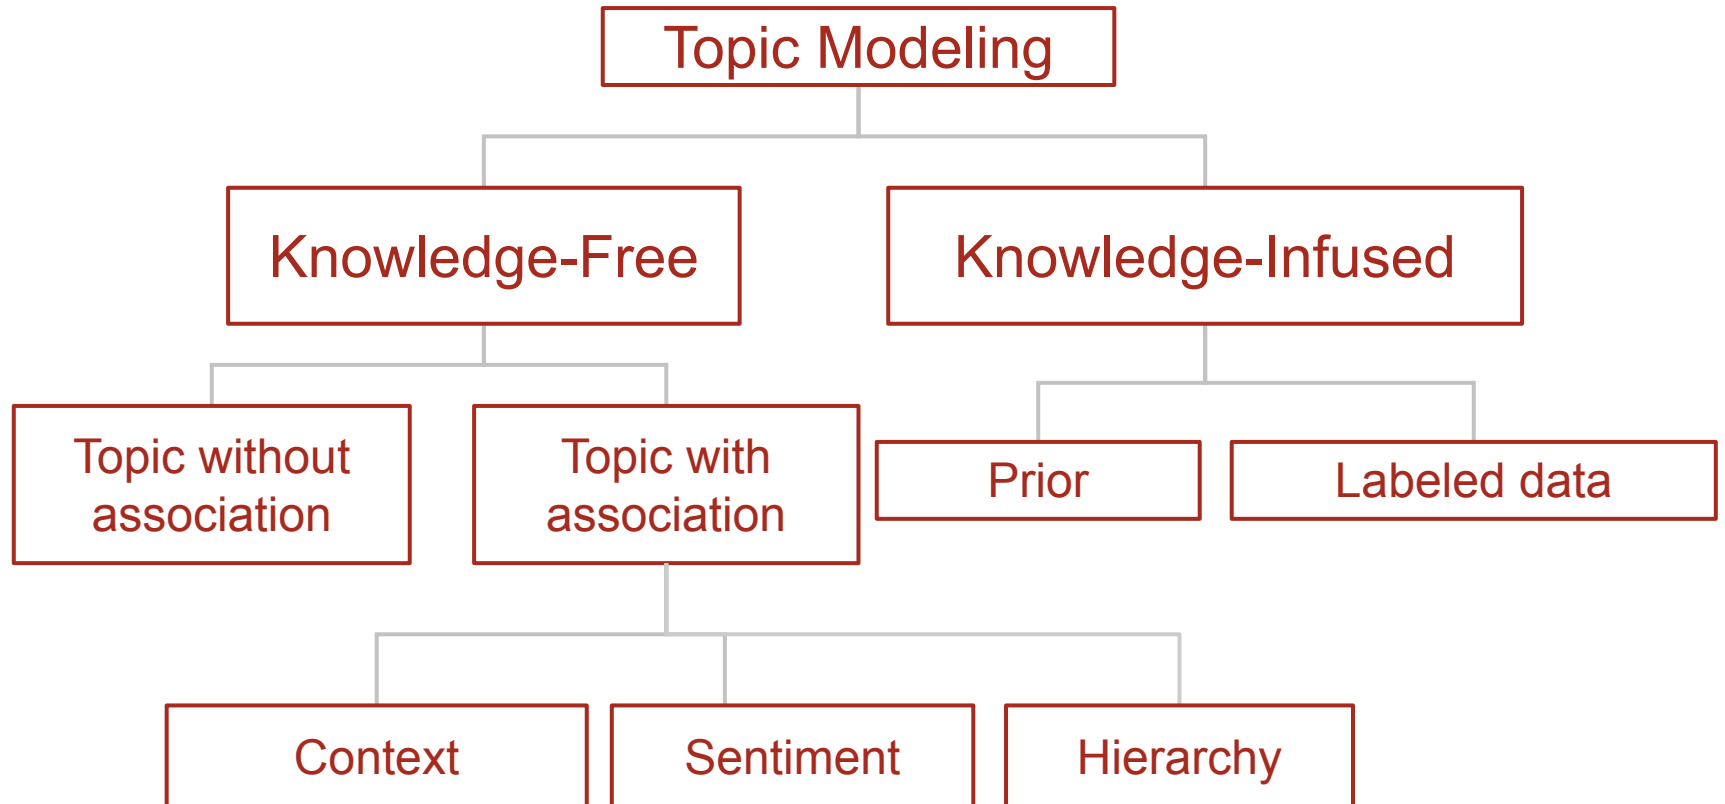 Topic Modeling
Knowledge-Free
Knowledge-Infused
Topic without
association
Topic with
association
Prior
Labeled data
Context
Sentiment
Hierarchy